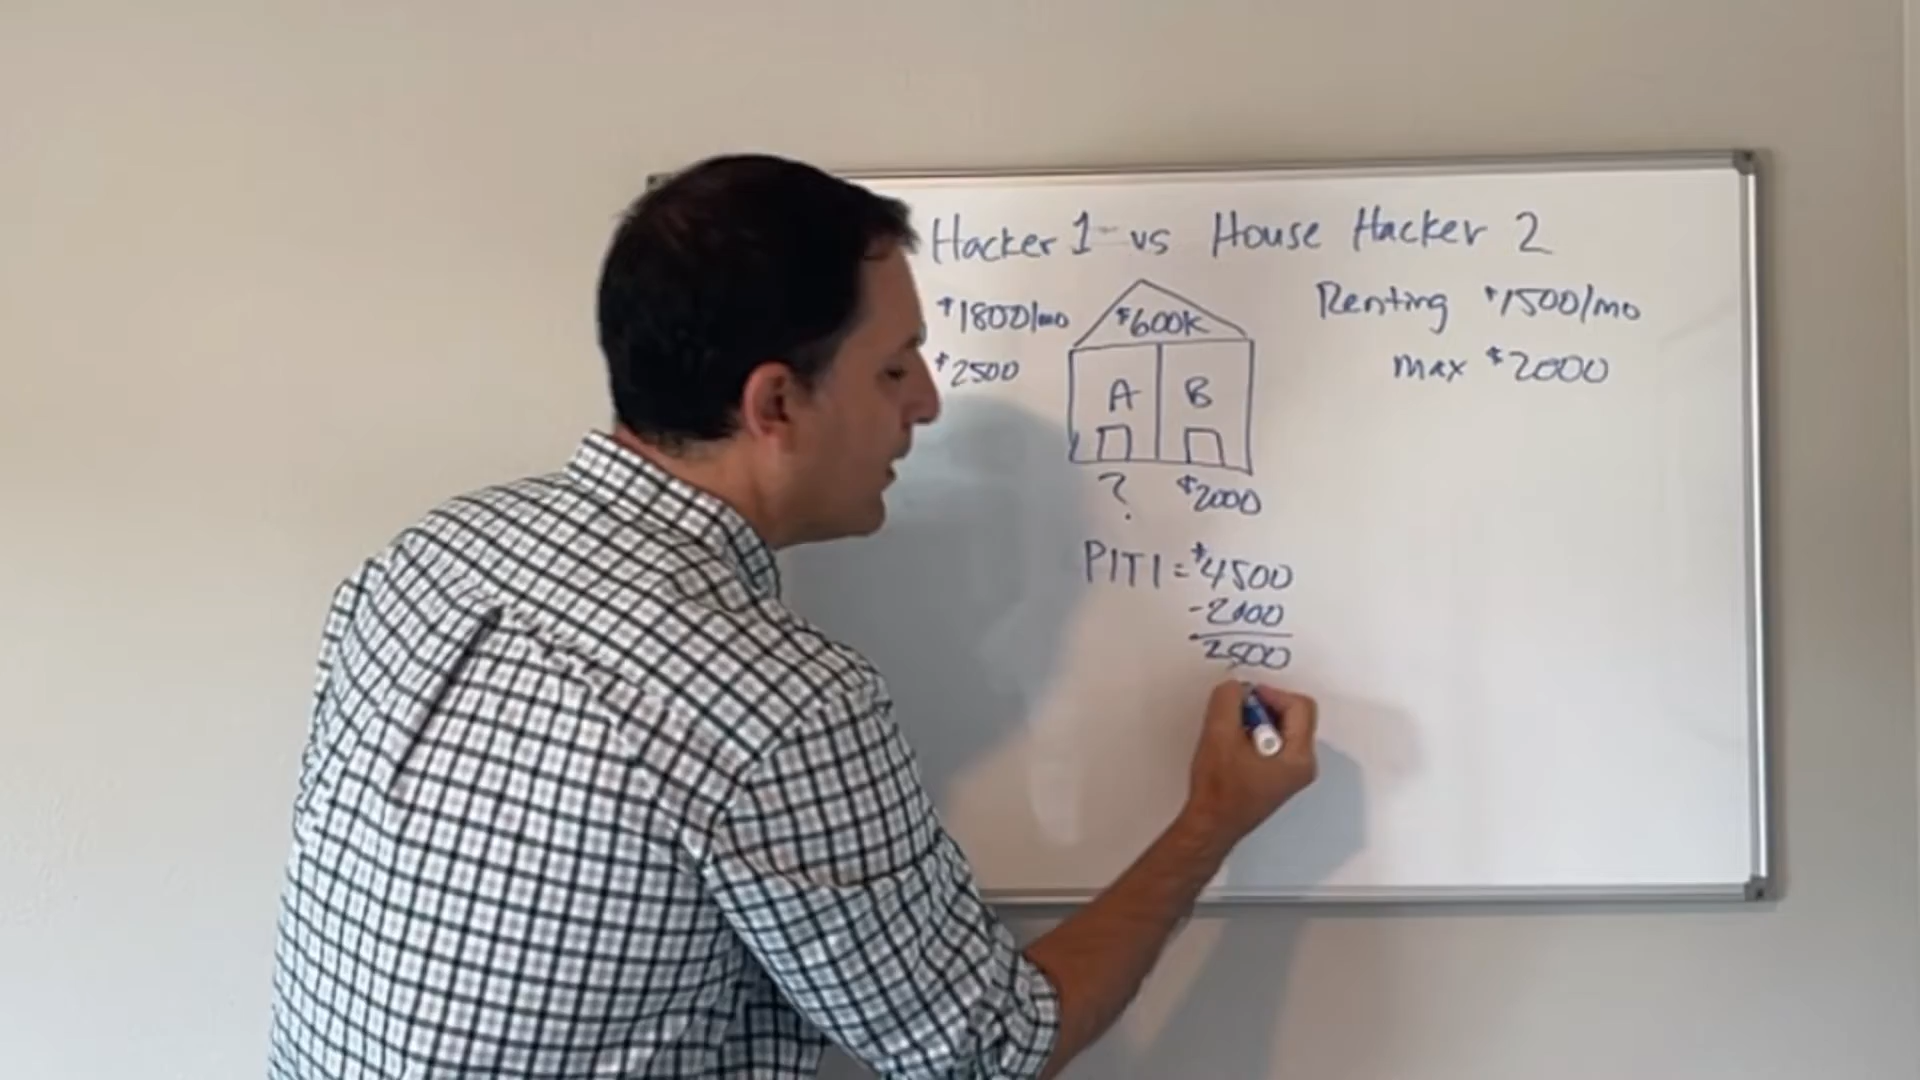 Hacker 1 vs House Hacker 2
$1800/mo
$2500
$600k
A B
? $2000
Renting $1500/mo
max $2000
PITI = $4500
-2000
2500